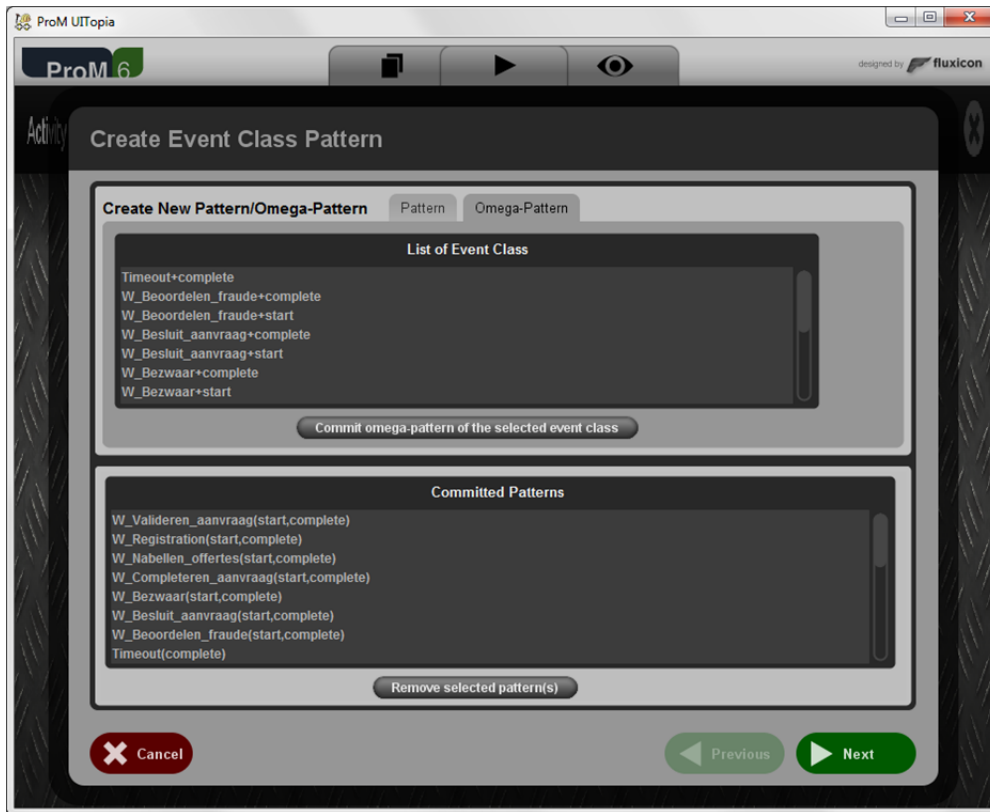 ProM UITopia
ProM 6
designed by fluxicon
Activity
Create Event Class Pattern
Create New Pattern/Omega-Pattern Pattern Omega-Pattern
List of Event Class
Timeout+complete
W_Beoordelen_fraude+complete
W_Beoordelen_fraude+start
W_Besluit_aanvraag+complete
W_Besluit_aanvraag+start
W_Bezwaar+complete
W_Bezwaar+start
Commit omega-pattern of the selected event class
Committed Patterns
W_Valideren_aanvraag(start,complete)
W_Registration(start,complete)
W_Nabellen_offertes(start,complete)
W_Completeren_aanvraag(start,complete)
W_Bezwaar(start,complete)
W_Besluit_aanvraag(start,complete)
W_Beoordelen_fraude(start,complete)
Timeout(complete)
Remove selected pattern(s)
Cancel Previous Next